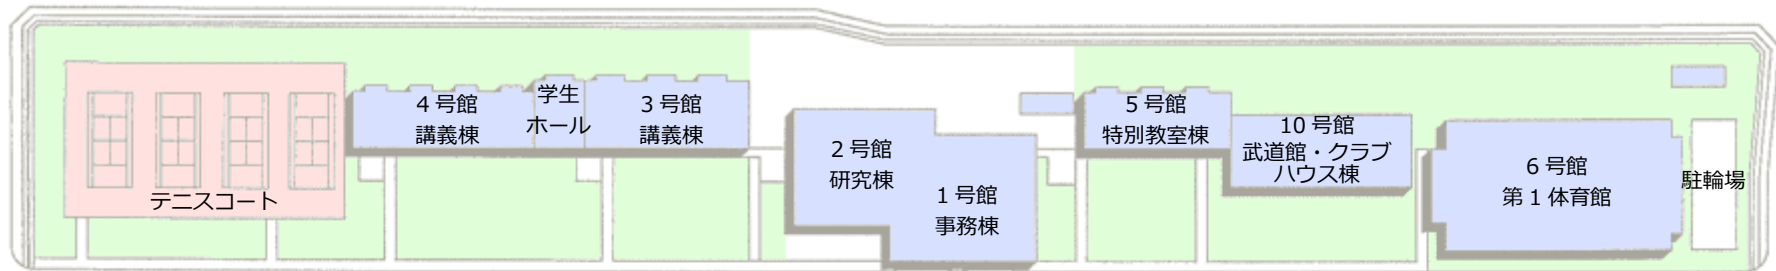 テニスコート
4 号館
講義棟
学生
ホール
3 号館
講義棟
2 号館
研究棟
1 号館
事務棟
5 号館
特別教室棟
10 号館
武道館・クラブ
ハウス棟
6 号館
第 1 体育館
駐輪場